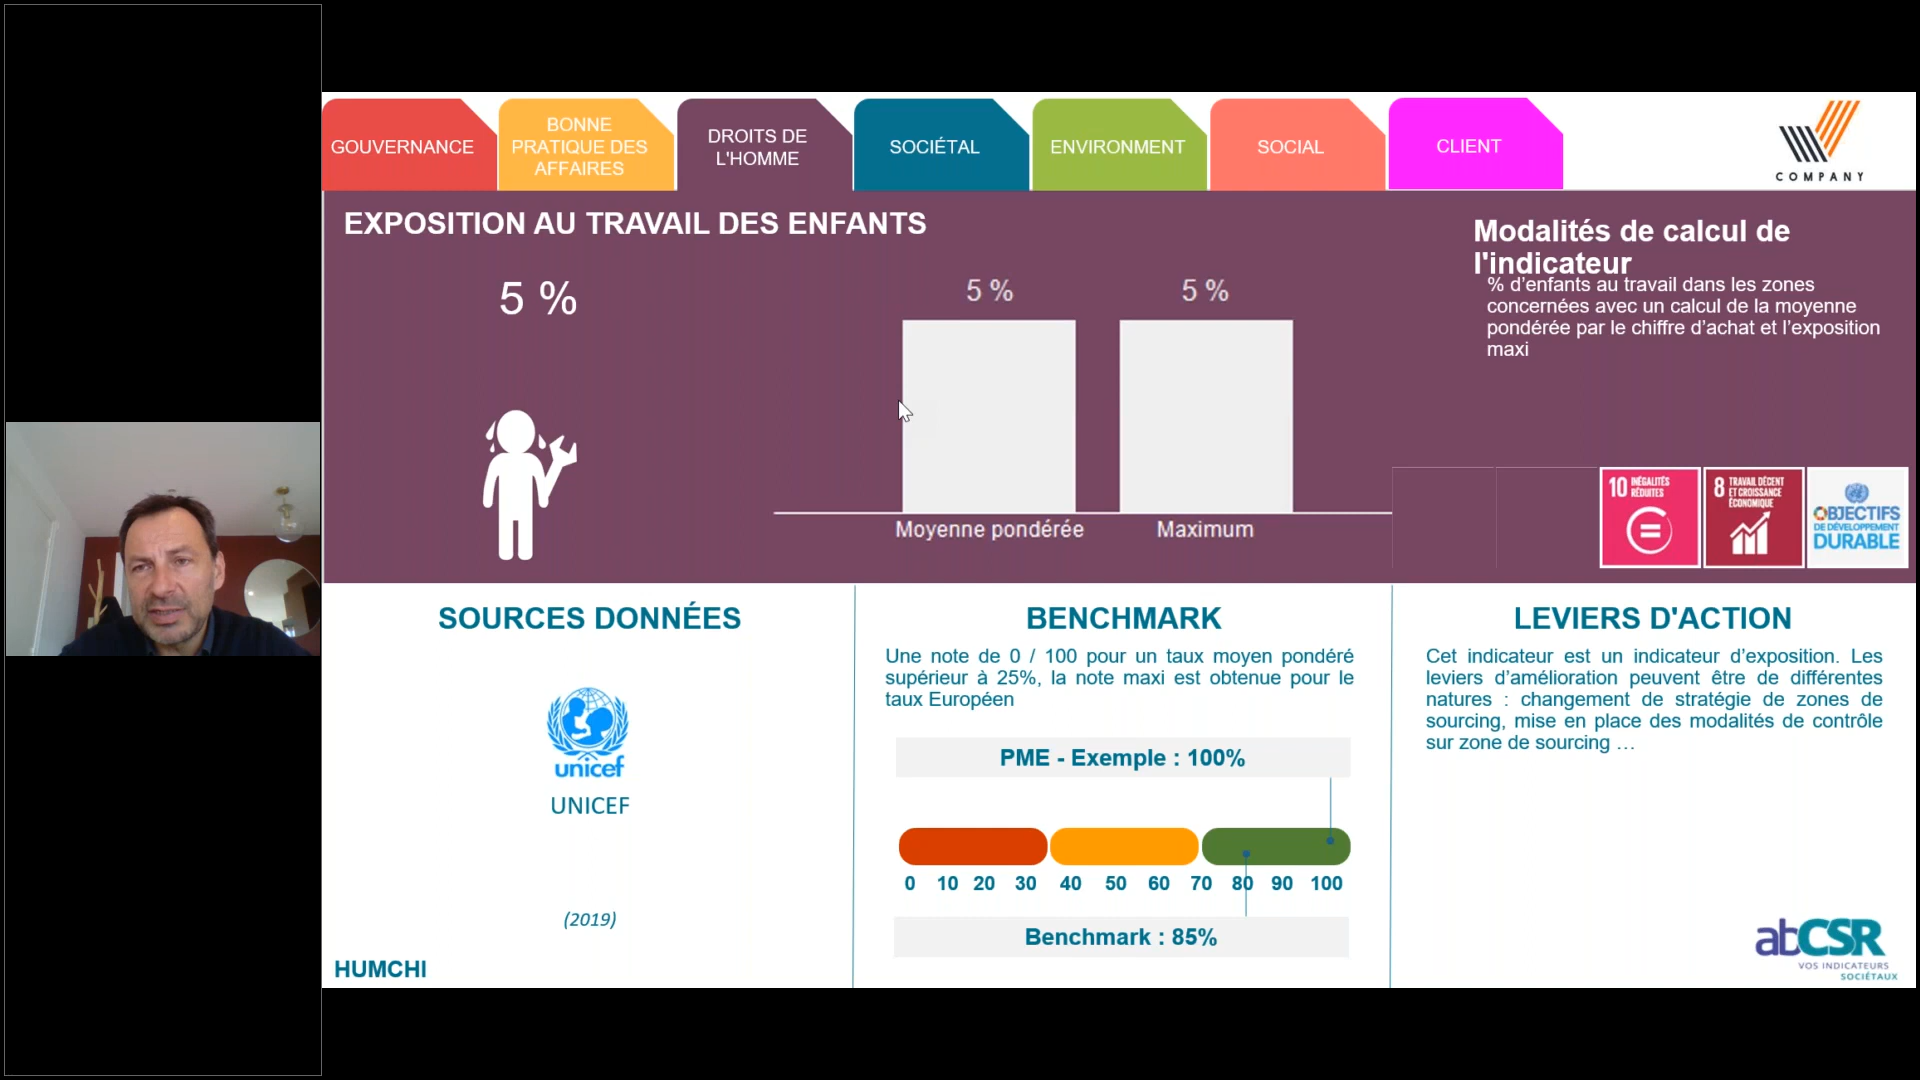 GOUVERNANCE
BONNE
PRATIQUE DES
AFFAIRES
DROITS DE
L'HOMME
SOCIÉTAL
ENVIRONMENT
SOCIAL
CLIENT
COMPANY
EXPOSITION AU TRAVAIL DES ENFANTS
5 %
5 %
5 %
Moyenne pondérée
Maximum
Modalités de calcul de
l'indicateur
% d’enfants au travail dans les zones
concernées avec un calcul de la moyenne
pondérée par le chiffre d’achat et l’exposition
maxi
10 INÉGALITÉS
RÉDUITES
8 TRAVAIL DÉCENT
ET CROISSANCE
ÉCONOMIQUE
OBJECTIFS
DE DÉVELOPPEMENT
DURABLE
SOURCES DONNÉES
unicef
UNICEF
(2019)
HUMCHI
BENCHMARK
Une note de 0 / 100 pour un taux moyen pondéré
supérieur à 25%, la note maxi est obtenue pour le
taux Européen
PME - Exemple : 100%
0 10 20 30 40 50 60 70 80 90 100
Benchmark : 85%
LEVIERS D'ACTION
Cet indicateur est un indicateur d’exposition. Les
leviers d’amélioration peuvent être de différentes
natures : changement de stratégie de zones de
sourcing, mise en place des modalités de contrôle
sur zone de sourcing …
abCSR
VOS INDICATEURS
SOCIÉTAUX